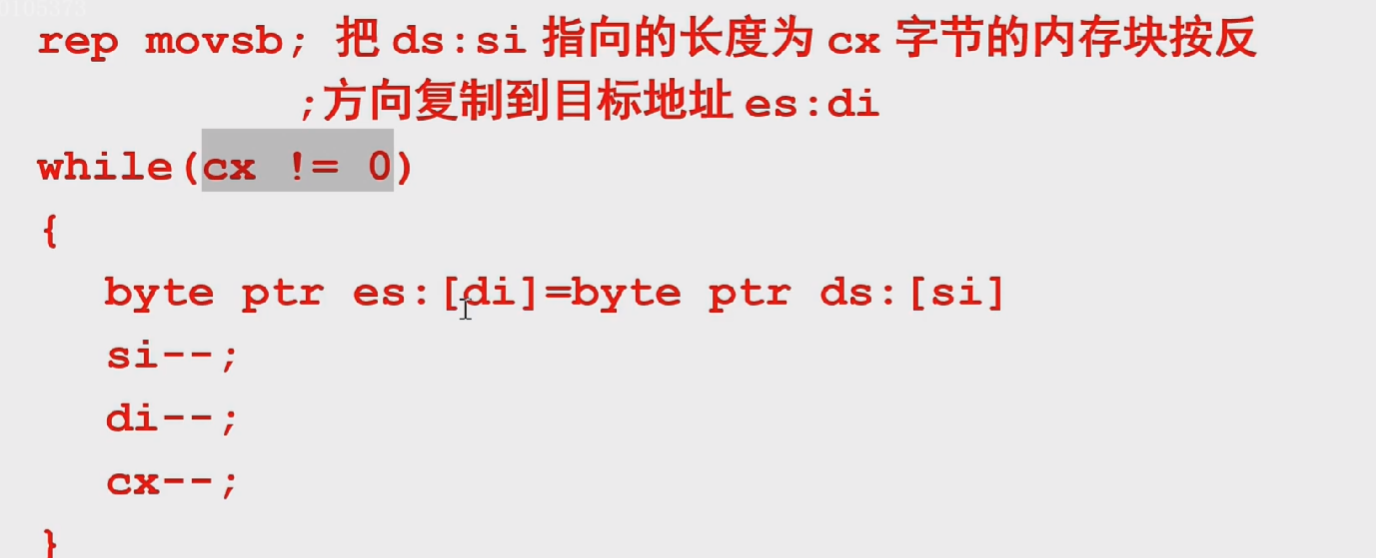 rep movsb; 把 ds:si 指向的长度为 cx 字节的内存块按反
;方向复制到目标地址 es:di
while(cx != 0)
{
byte ptr es:[di]=byte ptr ds:[si]
si--;
di--;
cx--;
}